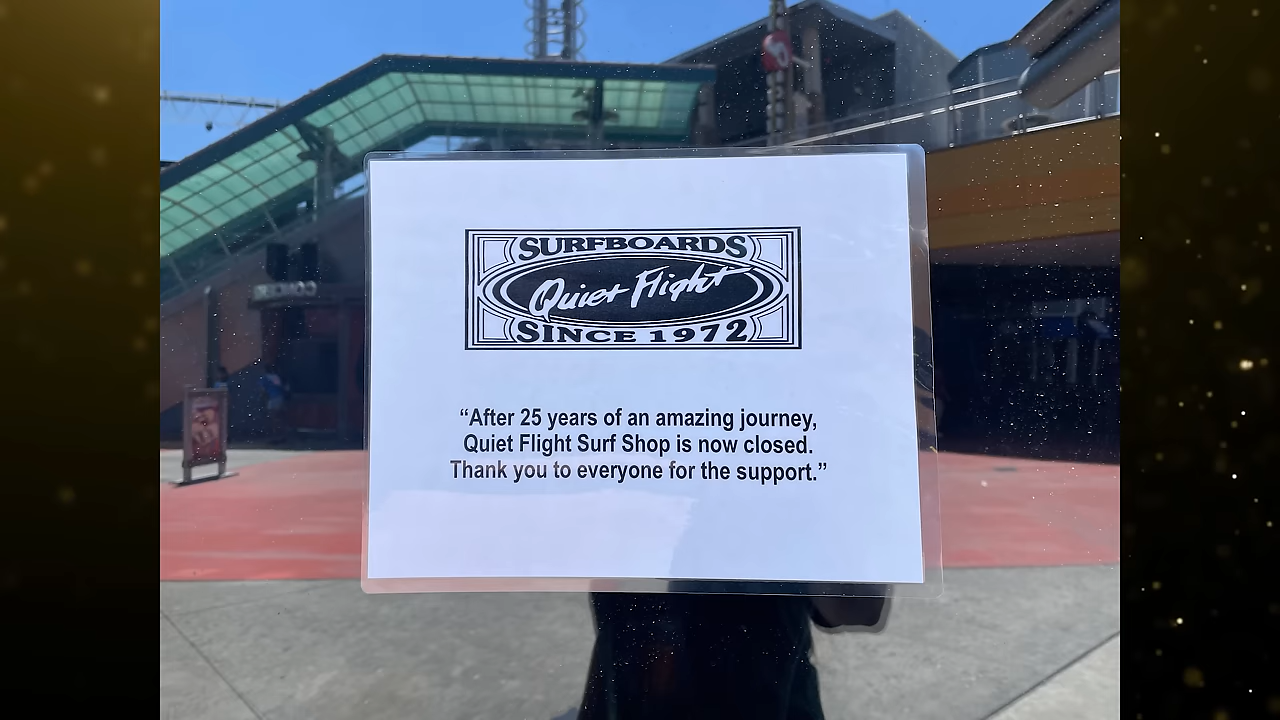 SURFBOARDS
Quiet Flight
SINCE 1972
“After 25 years of an amazing journey,
Quiet Flight Surf Shop is now closed.
Thank you to everyone for the support.”